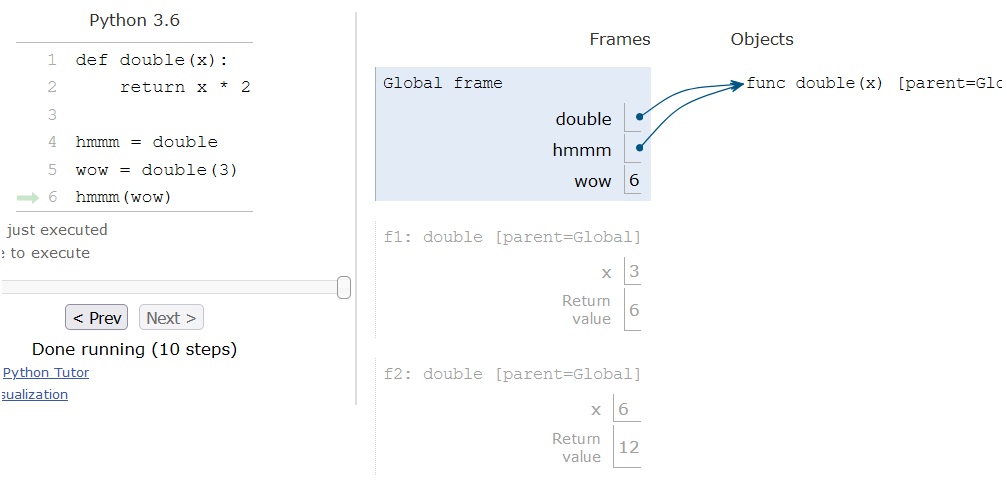 Python 3.6
1 def double(x):
2     return x * 2
3
4 hmmm = double
5 wow = double(3)
6 hmmm(wow)
just executed
to execute
< Prev Next >
Done running (10 steps)
Python Tutor
Frames Objects
Global frame
double
hmmm
wow 6
func double(x) [parent=Glo
f1: double [parent=Global]
x 3
Return
value 6
f2: double [parent=Global]
x 6
Return
value 12